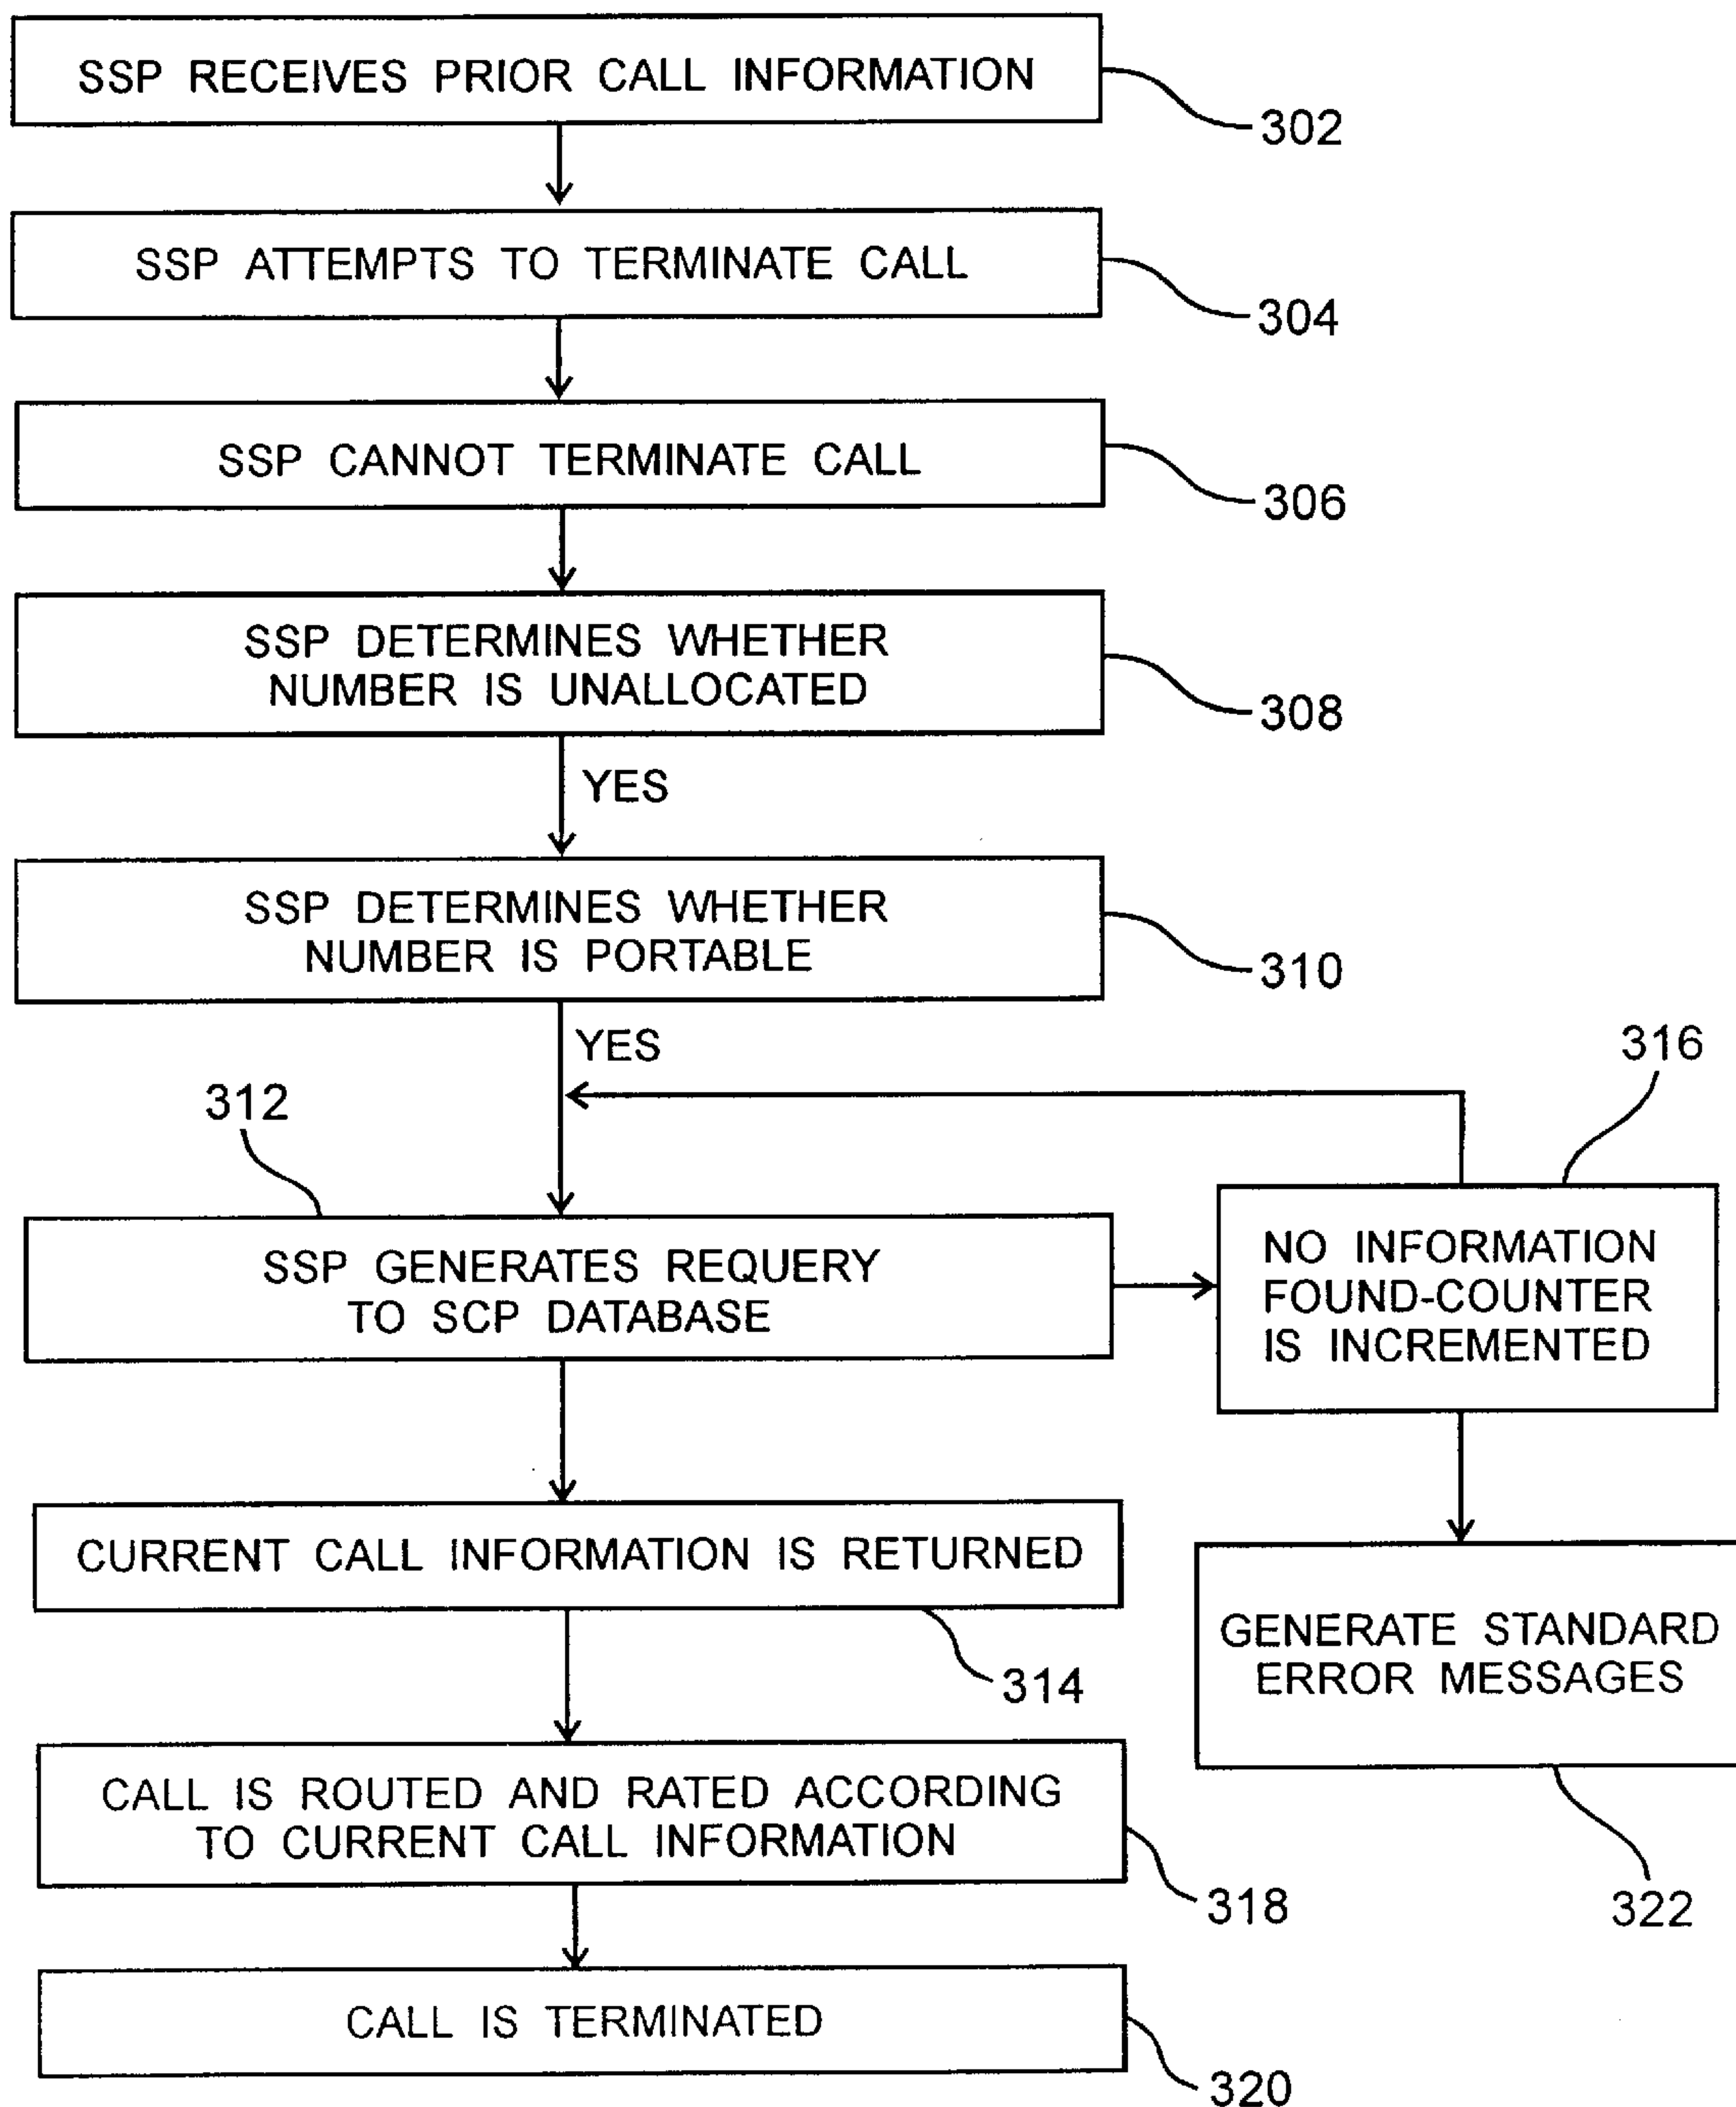 SSP RECEIVES PRIOR CALL INFORMATION
302
SSP ATTEMPTS TO TERMINATE CALL
304
SSP CANNOT TERMINATE CALL
306
SSP DETERMINES WHETHER
NUMBER IS UNALLOCATED
308
YES
SSP DETERMINES WHETHER
NUMBER IS PORTABLE
310
YES
316
312
SSP GENERATES REQUERY
TO SCP DATABASE
NO INFORMATION
FOUND-COUNTER
IS INCREMENTED
CURRENT CALL INFORMATION IS RETURNED
314
GENERATE STANDARD
ERROR MESSAGES
322
CALL IS ROUTED AND RATED ACCORDING
TO CURRENT CALL INFORMATION
318
CALL IS TERMINATED
320